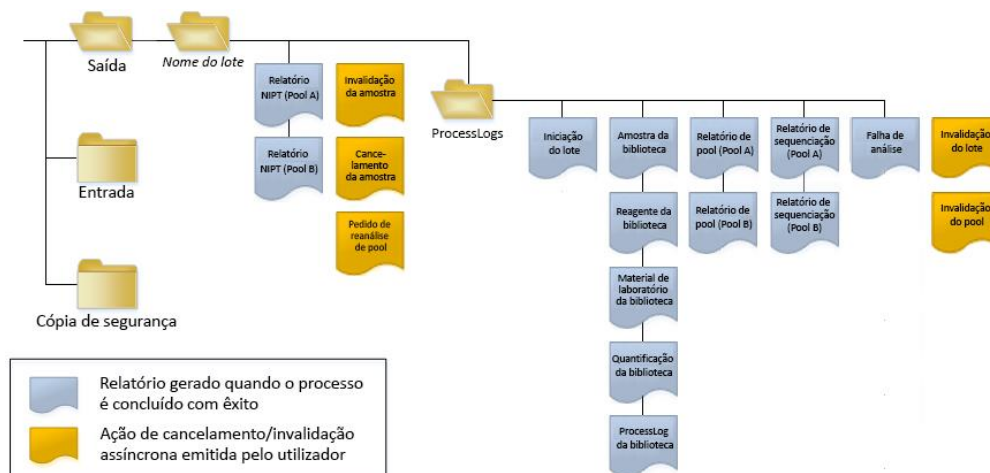 Saída
Nome do lote
Relatório
NIPT (Pool A)
Invalidação
da amostra
Relatório
NIPT (Pool B)
Cance-
lamento
da amostra
Pedido de
reanálise
de pool
Entrada
Cópia de segurança
ProcessLogs
Iniciação
do lote
Amostra da
biblioteca
Relatório de
pool (Pool A)
Relatório de
sequenciação
(Pool A)
Falha de
análise
Invalidação
do lote
Reagente da
biblioteca
Relatório de
pool (Pool B)
Relatório de
sequenciação
(Pool B)
Invalidação
do pool
Material de
laboratório
da biblioteca
Quantificação
da biblioteca
ProcessLog
da biblioteca
Relatório gerado quando o processo
é concluído com êxito
Ação de cancelamento/invalidação
assíncrona emitida pelo utilizador